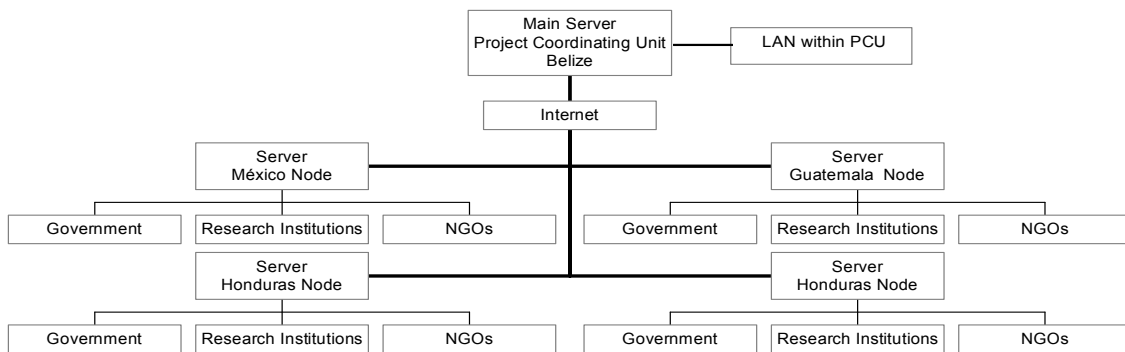 Main Server
Project Coordinating Unit
Belize
LAN within PCU
Internet
Server
México Node
Server
Guatemala Node
Government
Research Institutions
NGOs
Government
Research Institutions
NGOs
Server
Honduras Node
Server
Honduras Node
Government
Research Institutions
NGOs
Government
Research Institutions
NGOs